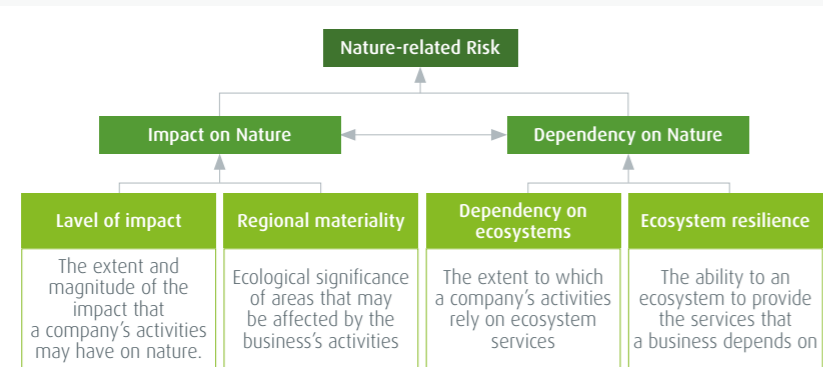 Nature-related Risk
Impact on Nature
Dependency on Nature
Lavel of impact
The extent and
magnitude of the
impact that
a company's activities
may have on nature.
Regional materiality
Ecological significance
of areas that may
be affected by the
business's activities
Dependency on
ecosystems
The extent to which
a company's activities
rely on ecosystem
services
Ecosystem resilience
The ability to an
ecosystem to provide
the services that
a business depends on